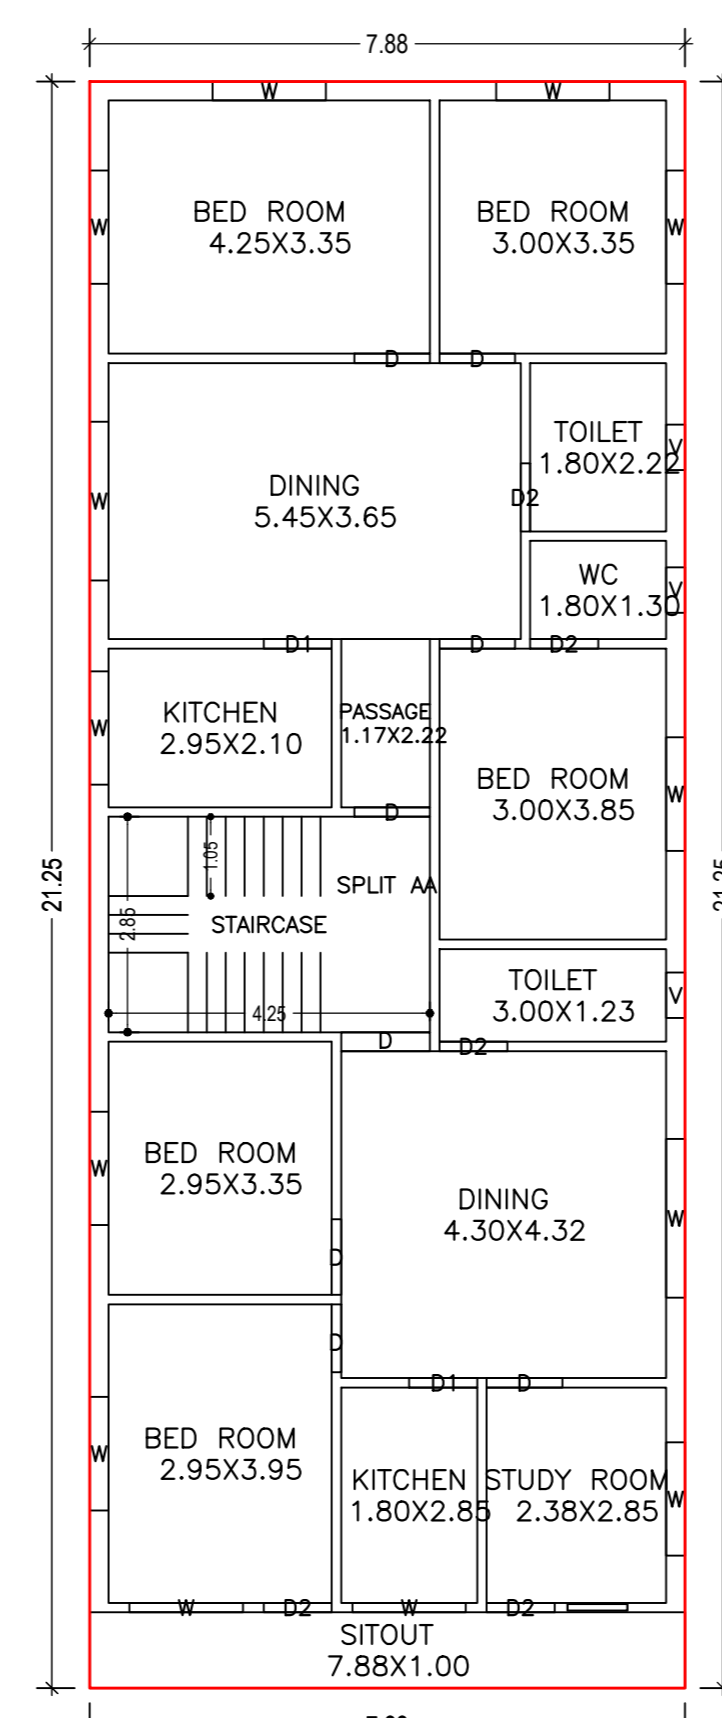 7.88
W W
BED ROOM
4.25X3.35
BED ROOM
3.00X3.35
W W
D D
TOILET
1.80X2.22
V
DINING
5.45X3.65
W
D2
WC
1.80X1.30
V
D1 D D2
KITCHEN
2.95X2.10
W
PASSAGE
1.17X2.22
BED ROOM
3.00X3.85
W
D
21.25
21.25
1.05
2.85
SPLIT AA
STAIRCASE
4.25
TOILET
3.00X1.23
V
D D2
BED ROOM
2.95X3.35
W
DINING
4.30X4.32
W
D
D
D1 D
BED ROOM
2.95X3.95
W
KITCHEN
1.80X2.85
STUDY ROOM
2.38X2.85
W
W D2 W D2
SITOUT
7.88X1.00